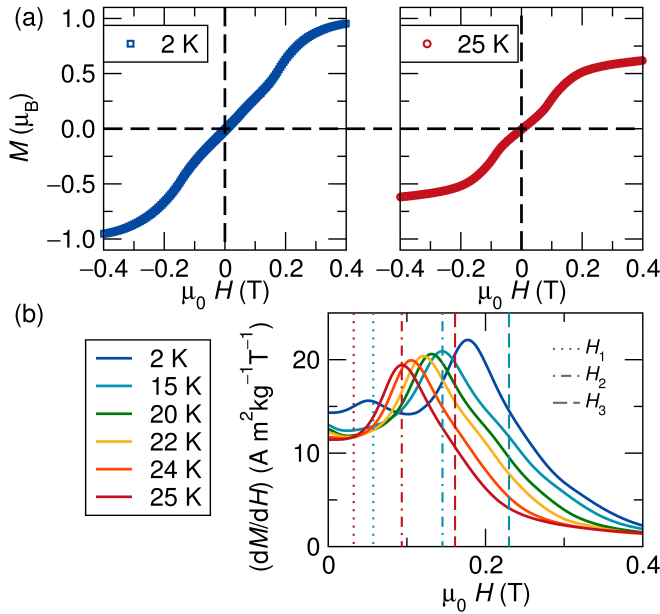 (a)
2 K
25 K
M (μB)
1.0
0.5
0.0
−0.5
−1.0
−0.4 −0.2 0 0.2 0.4
−0.4 −0.2 0 0.2 0.4
μ0 H (T)
μ0 H (T)
(b)
2 K
15 K
20 K
22 K
24 K
25 K
(dM/dH) (A m²kg⁻¹T⁻¹)
20
10
0
H1
H2
H3
0 0.2 0.4
μ0 H (T)